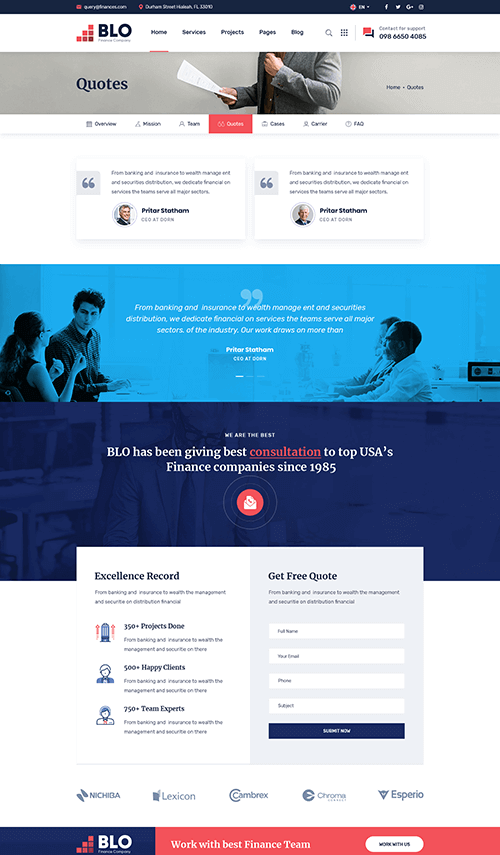 query@finances.com
Durham Street Hialeah, FL 33010
EN
BLO
Finance Company
Home
Services
Projects
Pages
Blog
Contact for support
098 6650 4085
Quotes
Home • Quotes
Overview
Mission
Team
Quotes
Cases
Carrier
FAQ
From banking and insurance to wealth manage ent
and securities distribution, we dedicate financial on
services the teams serve all major sectors.
Pritar Statham
CEO AT DORN
From banking and insurance to wealth manage ent
and securities distribution, we dedicate financial on
services the teams serve all major sectors.
Pritar Statham
CEO AT DORN
From banking and insurance to wealth manage ent and securities
distribution, we dedicate financial on services the teams serve all major
sectors. of the industry. Our work draws on more than
Pritar Statham
CEO AT DORN
WE ARE THE BEST
BLO has been giving best consultation to top USA's
Finance companies since 1985
Excellence Record
From banking and insurance to wealth the management
and securitie on distribution financial
350+ Projects Done
From banking and insurance to wealth the
management and securitie on there
500+ Happy Clients
From banking and insurance to wealth the
management and securitie on there
750+ Team Experts
From banking and insurance to wealth the
management and securitie on there
Get Free Quote
From banking and insurance to wealth the management
and securitie on distribution financial
Full Name
Your Email
Phone
Subject
SUBMIT NOW
NICHIBA
Lexicon
Cambrex
Chroma
Esperio
BLO
Finance Company
Work with best Finance Team
WORK WITH US